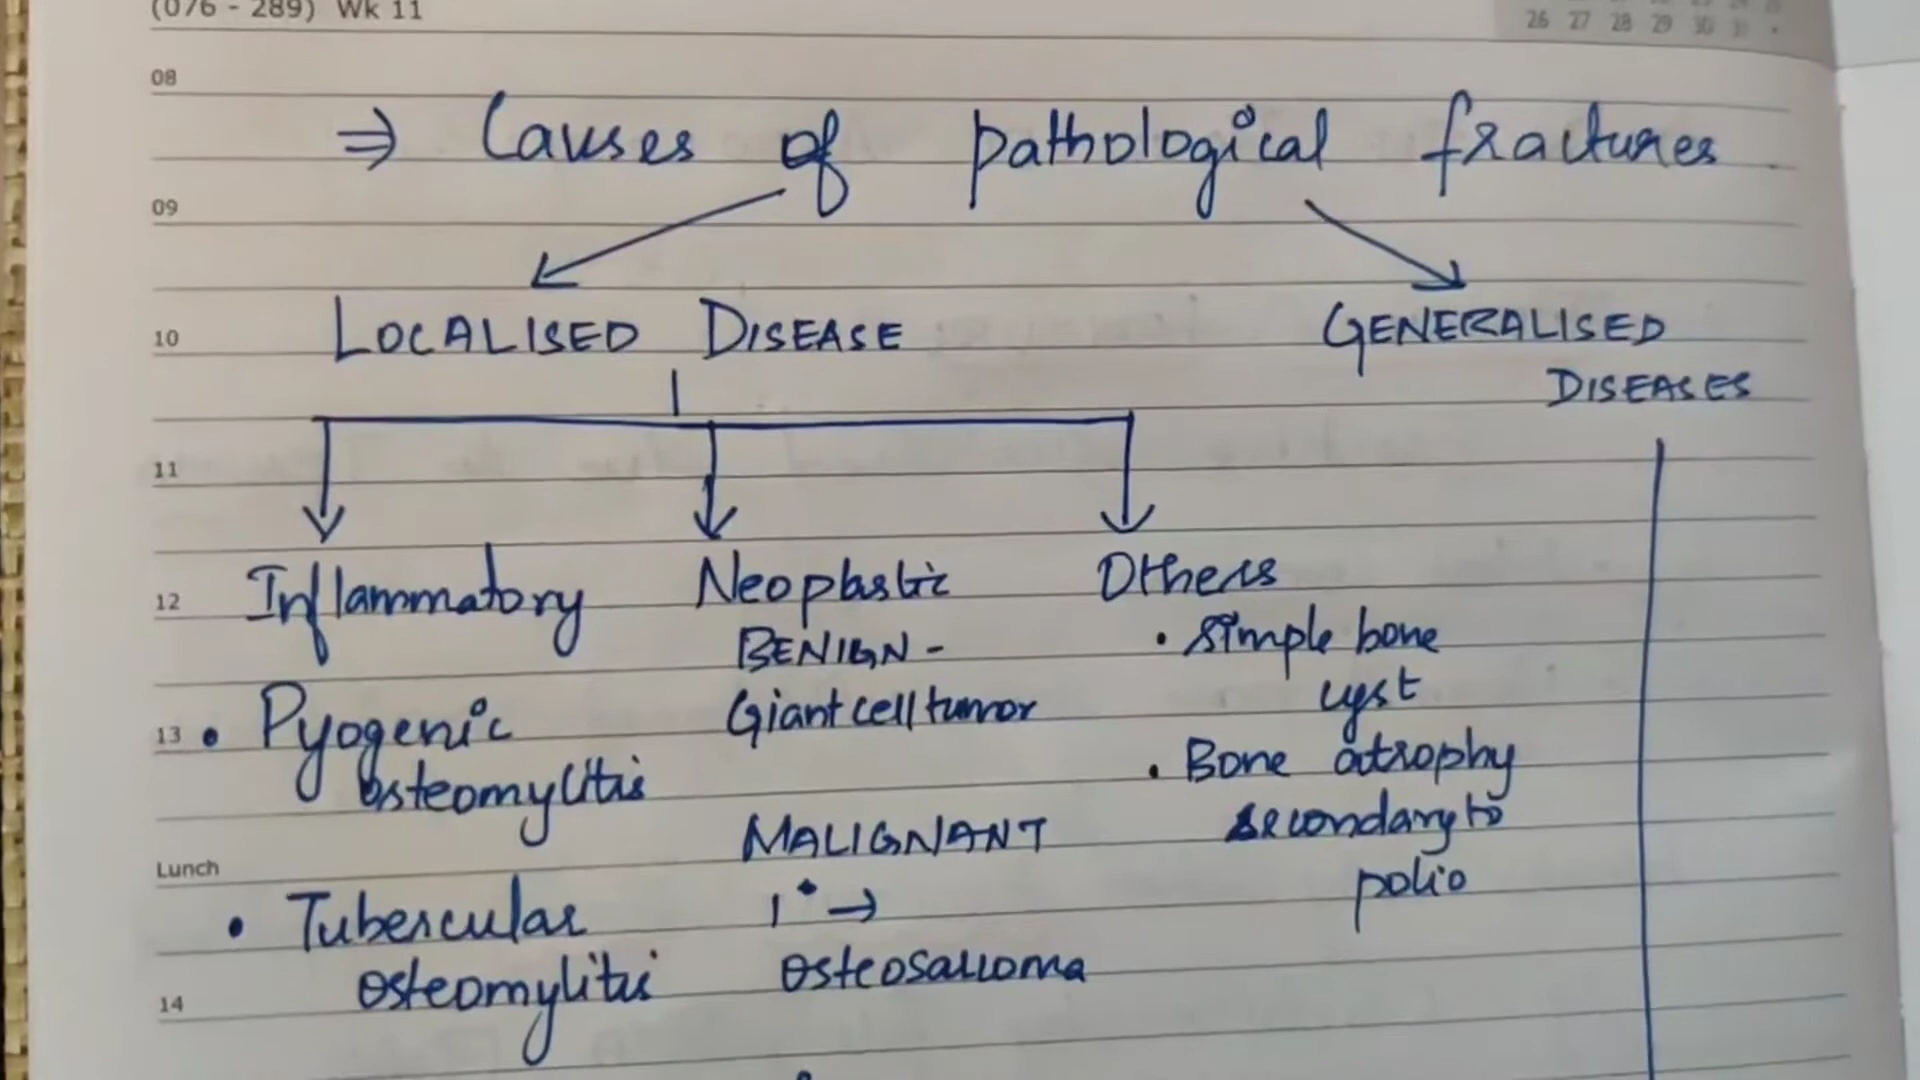 (076 - 289) Wk 11
26 27 28 29 30 31
08
⇒ Causes of pathological fractures
09
10
LOCALISED DISEASE
GENERALISED
DISEASES
11
12
Inflammatory
Neoplastic
Others
BENIGN -
• simple bone
cyst
13
• Pyogenic
osteomylitis
Giant cell tumor
• Bone atrophy
secondary to
polio
MALIGNANT
Lunch
1° →
osteosarcoma
• Tubercular
osteomylitis
14